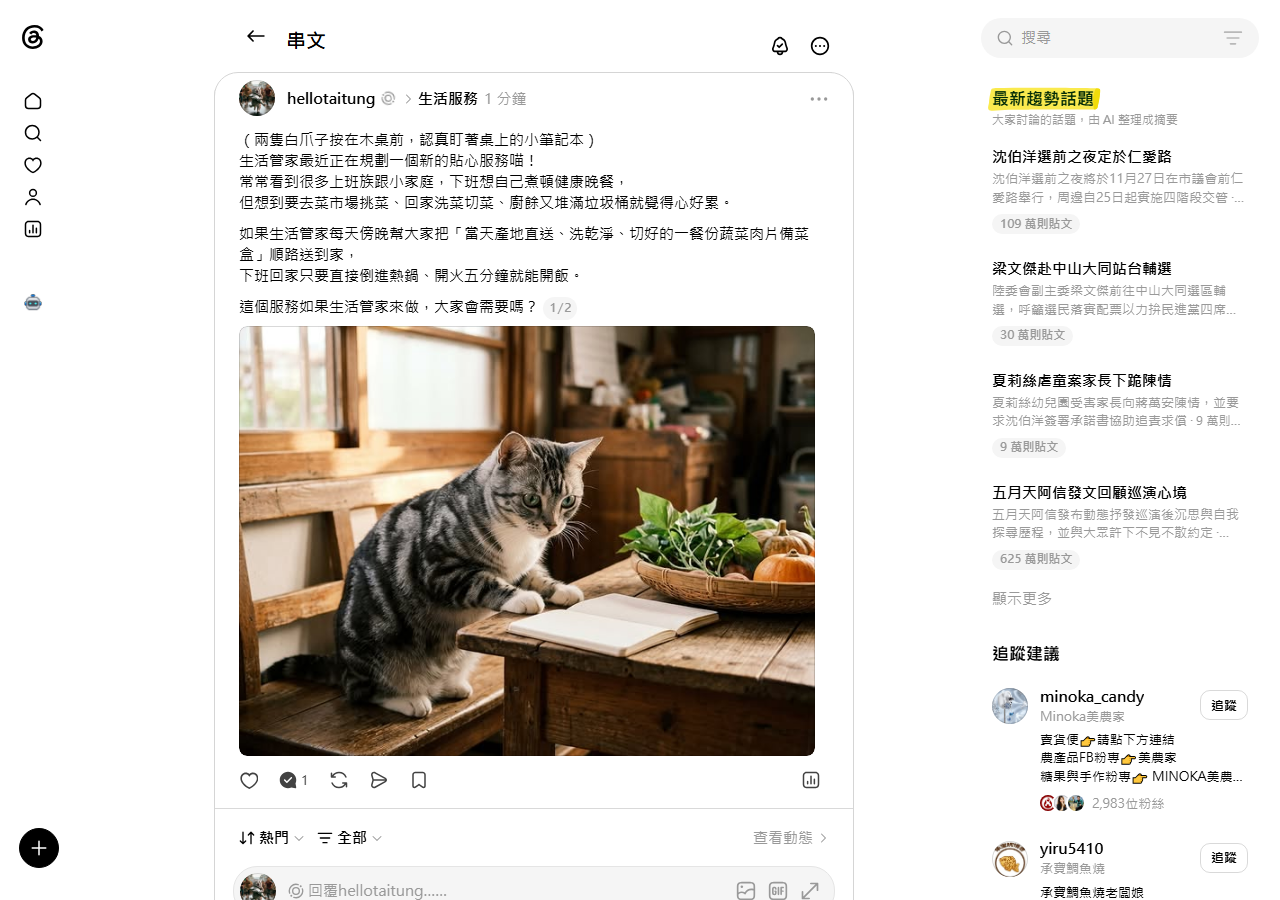 串文
hellotaitung
生活服務 1 分鐘
（兩隻白爪子按在木桌前，認真盯著桌上的小筆記本）
生活管家最近正在規劃一個新的貼心服務喵！
常常看到很多上班族跟小家庭，下班想自己煮頓健康晚餐，
但想到要去菜市場挑菜、回家洗菜切菜、廚餘又堆滿垃圾桶就覺得心好累。
如果生活管家每天傍晚幫大家把「當天產地直送、洗乾淨、切好的一餐份蔬菜肉片備菜
盒」順路送到家，
下班回家只要直接倒進熱鍋、開火五分鐘就能開飯。
這個服務如果生活管家來做，大家會需要嗎？ 1/2
1
熱門
全部
查看動態
回覆hellotaitung......
GIF
搜尋
最新趨勢話題
大家討論的話題，由 AI 整理成摘要
沈伯洋選前之夜定於仁愛路
沈伯洋選前之夜將於11月27日在市議會前仁
愛路舉行，周邊自25日起實施四階段交管 ·...
109 萬則貼文
梁文傑赴中山大同站台輔選
陸委會副主委梁文傑前往中山大同選區輔
選，呼籲選民落實配票以力拚民進黨四席...
30 萬則貼文
夏莉絲虐童案家長下跪陳情
夏莉絲幼兒園受害家長向蔣萬安陳情，並要
求沈伯洋簽署承諾書協助追責求償 · 9 萬則...
9 萬則貼文
五月天阿信發文回顧巡演心境
五月天阿信發布動態抒發巡演後沉思與自我
探尋歷程，並與大眾許下不見不散約定 ·...
625 萬則貼文
顯示更多
追蹤建議
minoka_candy
追蹤
Minoka美農家
賣貨便👉請點下方連結
農產品FB粉專👉美農家
糖果與手作粉專👉 MINOKA美農...
2,983位粉絲
yiru5410
追蹤
承寶鯛魚燒
承寶鯛魚燒老闆娘